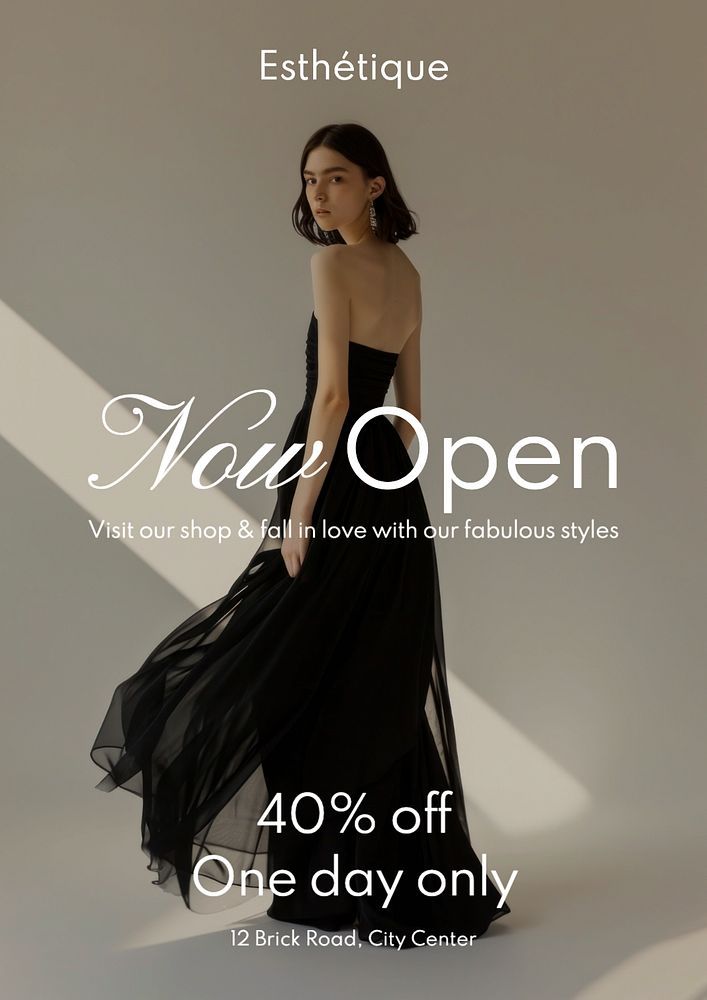 Esthétique
Now Open
Visit our shop & fall in love with our fabulous styles
40% off
One day only
12 Brick Road, City Center